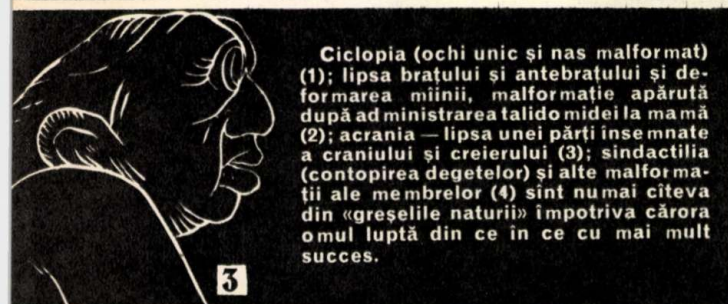 Ciclopia (ochi unic și nas malformat)
(1); lipsa brațului și antebrațului și de-
formarea mîinii, malformație apărută
după administrarea talidomidei la mamă
(2); acrania — lipsa unei părți însemnate
a craniului și creierului (3); sindactilia
(contopirea degetelor) și alte malforma-
ții ale membrelor (4) sînt numai cîteva
din «greșelile naturii» împotriva cărora
omul luptă din ce în ce cu mai mult
succes.
3